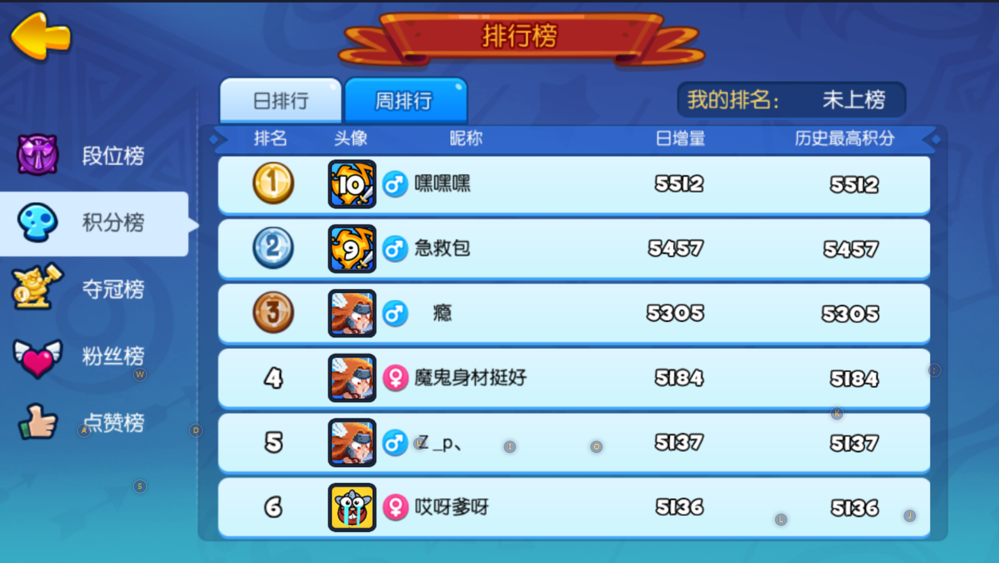 排行榜
日排行 周排行 我的排名: 未上榜
排名 头像 昵称 日增量 历史最高积分
段位榜
积分榜
夺冠榜
粉丝榜
点赞榜
1 10 嘿嘿嘿 5512 5512
2 9 急救包 5457 5457
3 瘾 5305 5305
4 魔鬼身材挺好 5184 5184
5 Z_p、 5137 5137
6 哎呀爹呀 5136 5136
W
A
D
S
U
I
O
K
;
L
J